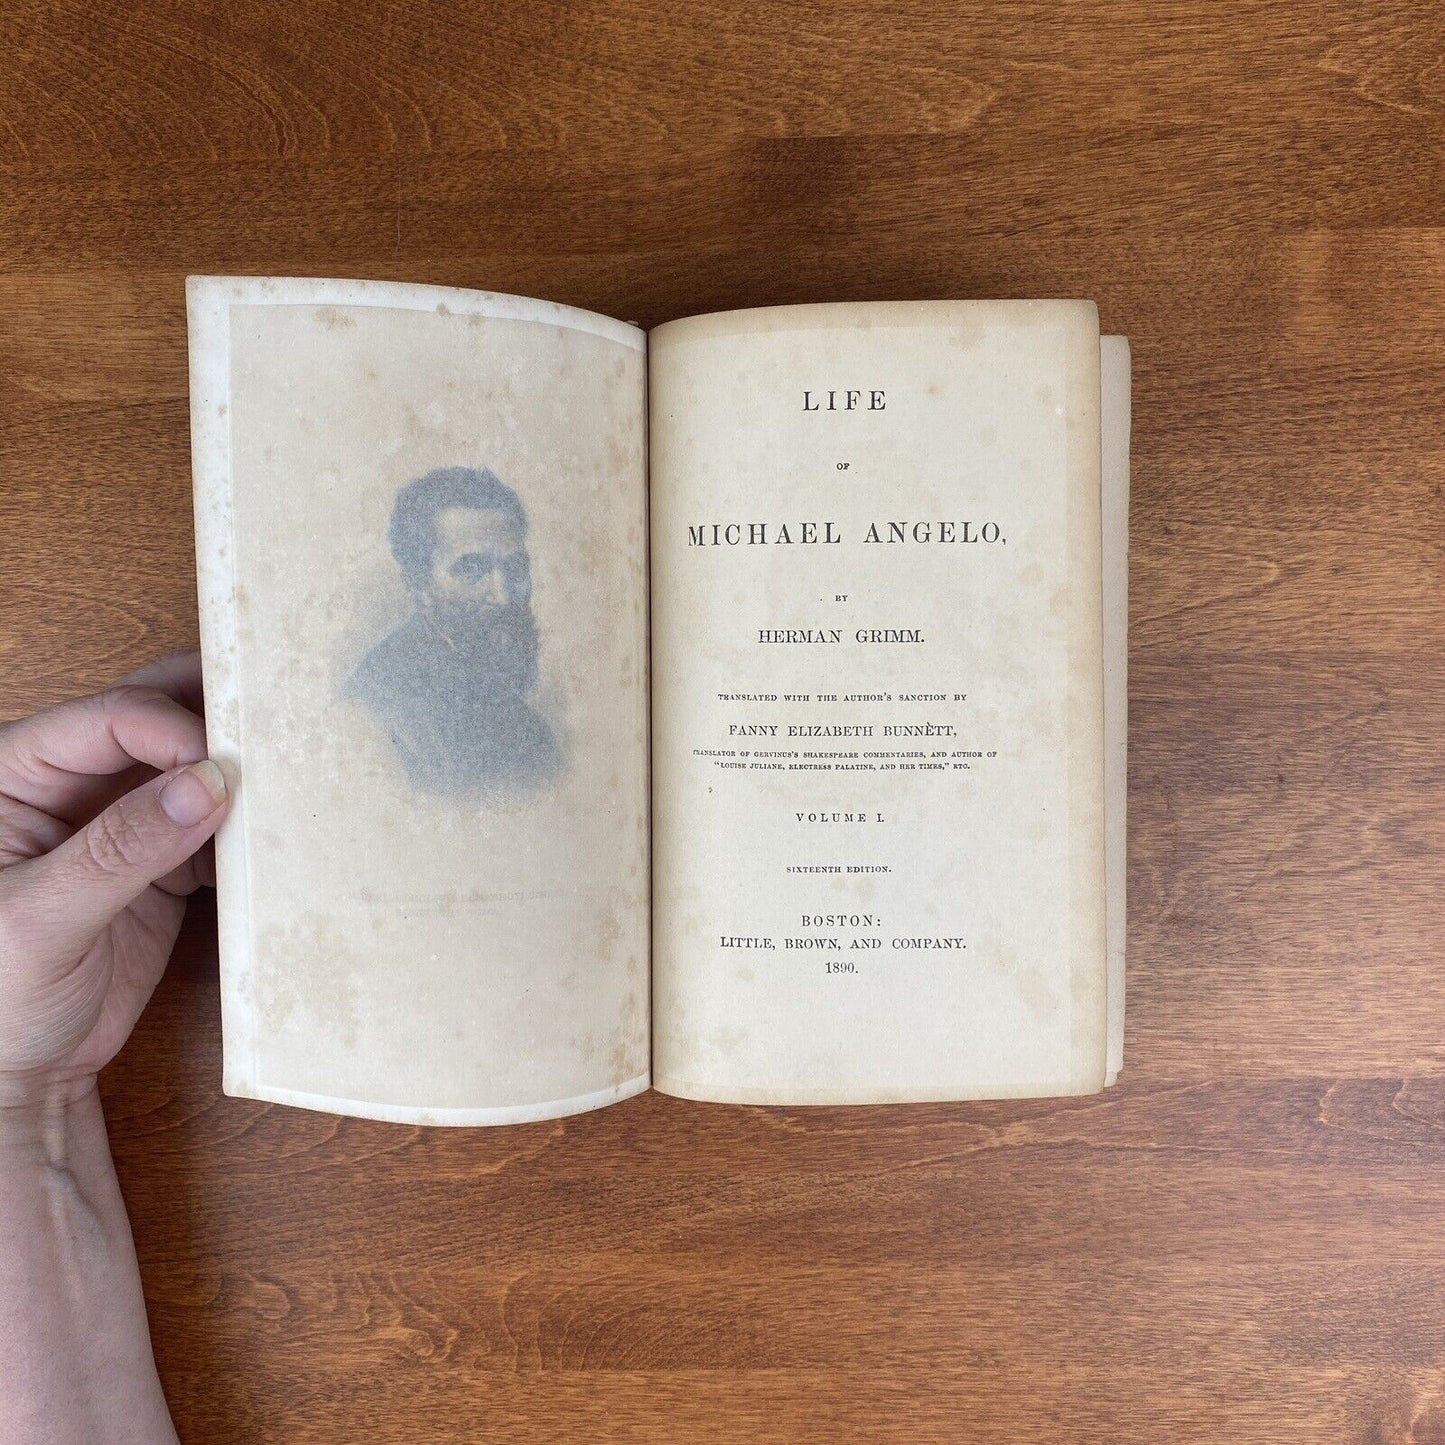 LIFE
OF
MICHAEL ANGELO,
BY
HERMAN GRIMM.
TRANSLATED WITH THE AUTHOR'S SANCTION BY
FANNY ELIZABETH BUNNÈTT,
TRANSLATOR OF GERVINUS'S SHAKESPEARE COMMENTARIES, AND AUTHOR OF
"LOUISE JULIANE, ELECTRESS PALATINE, AND HER TIMES," ETC.
VOLUME I.
SIXTEENTH EDITION.
BOSTON:
LITTLE, BROWN, AND COMPANY.
1890.